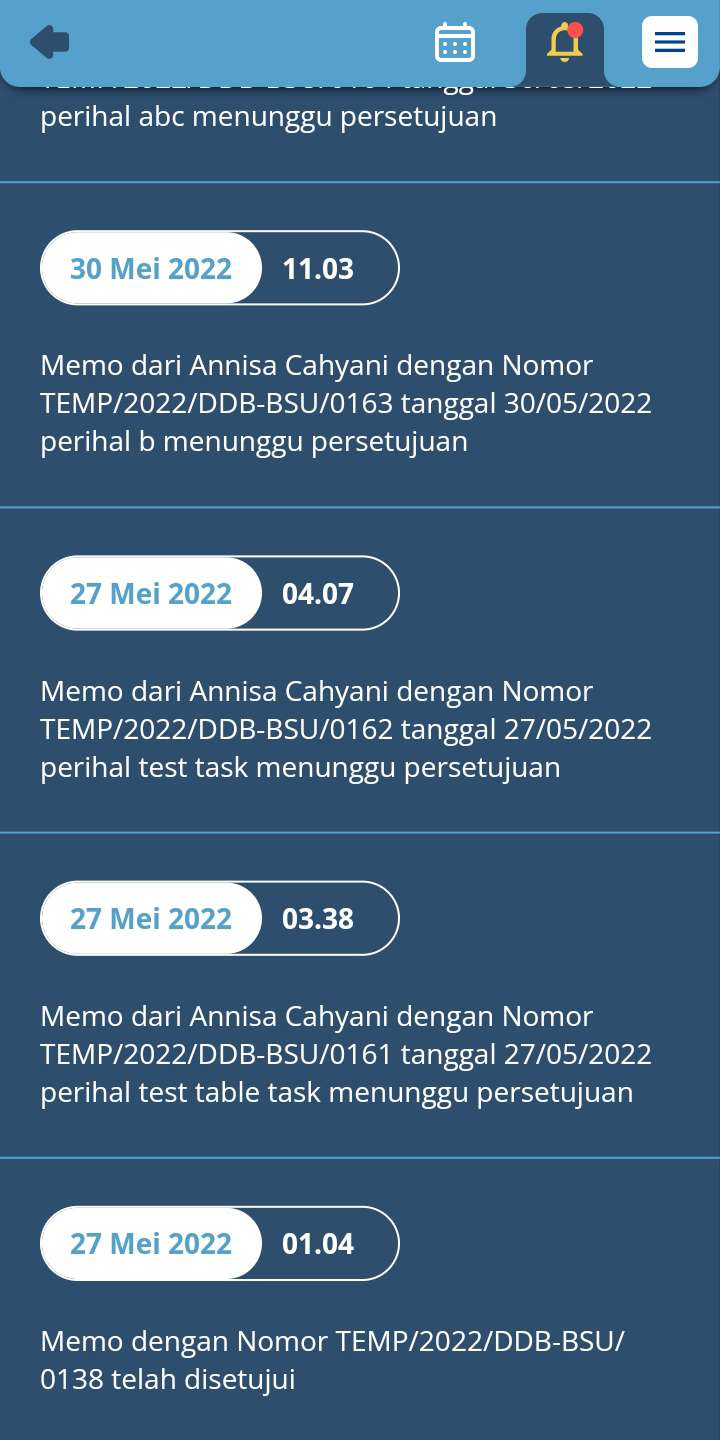 perihal abc menunggu persetujuan
30 Mei 2022 11.03
Memo dari Annisa Cahyani dengan Nomor
TEMP/2022/DDB-BSU/0163 tanggal 30/05/2022
perihal b menunggu persetujuan
27 Mei 2022 04.07
Memo dari Annisa Cahyani dengan Nomor
TEMP/2022/DDB-BSU/0162 tanggal 27/05/2022
perihal test task menunggu persetujuan
27 Mei 2022 03.38
Memo dari Annisa Cahyani dengan Nomor
TEMP/2022/DDB-BSU/0161 tanggal 27/05/2022
perihal test table task menunggu persetujuan
27 Mei 2022 01.04
Memo dengan Nomor TEMP/2022/DDB-BSU/
0138 telah disetujui